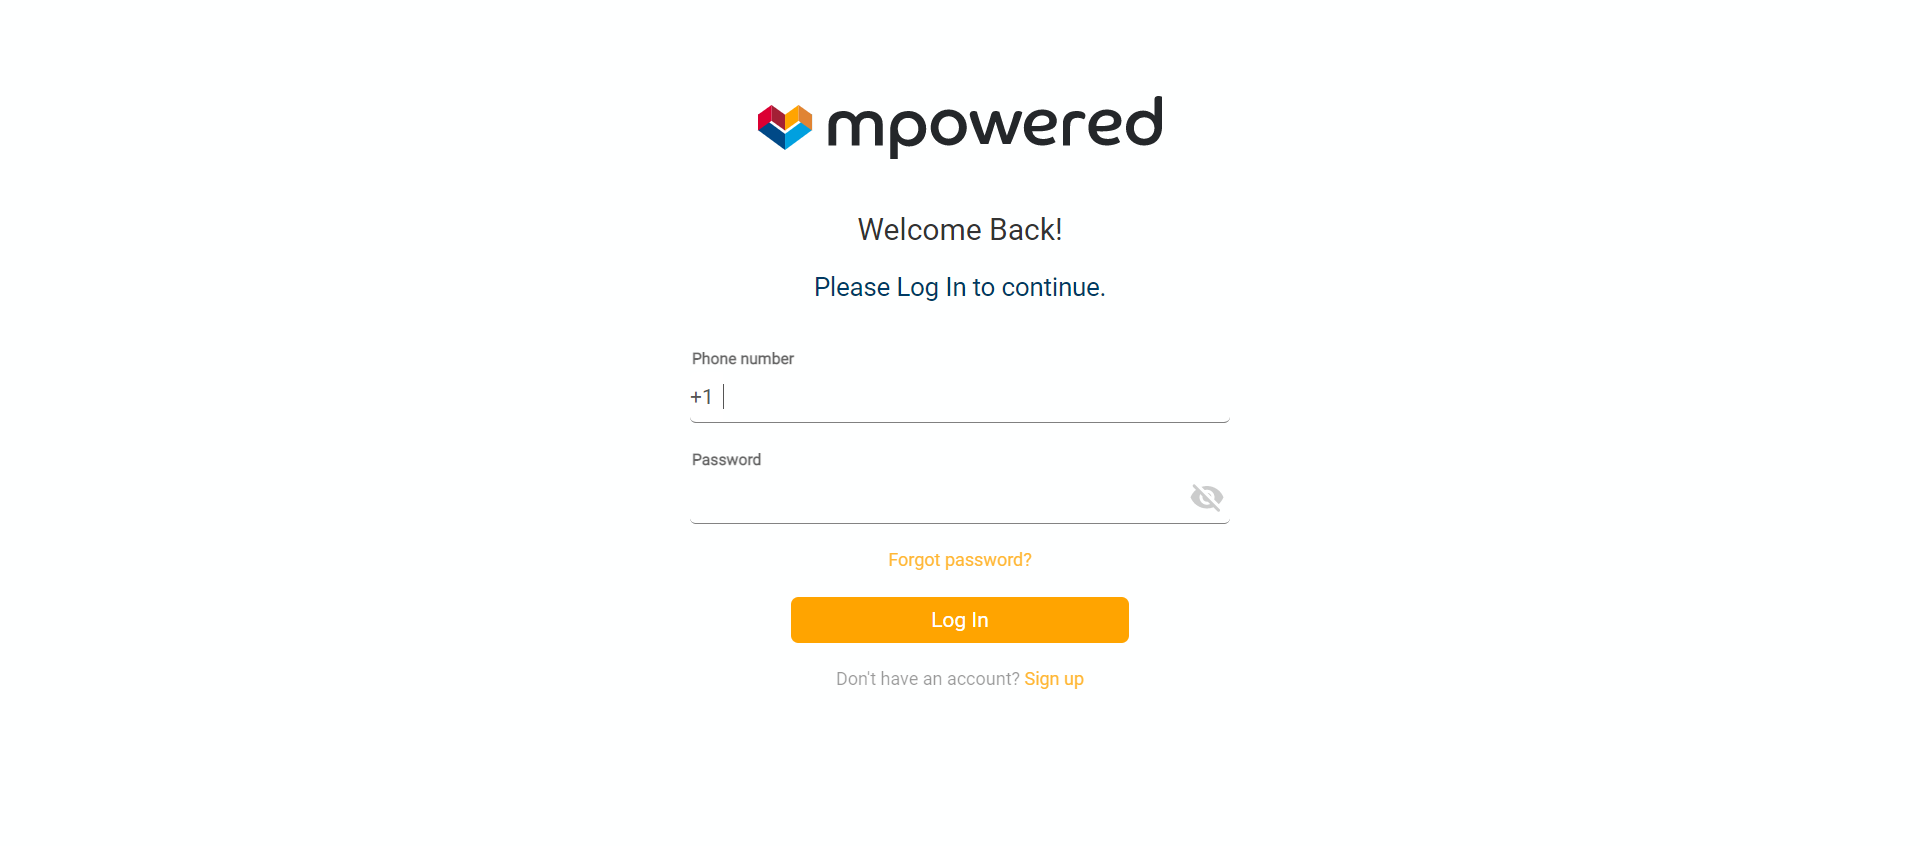 mpowered
Welcome Back!
Please Log In to continue.
Phone number
+1
Password
Forgot password?
Log In
Don't have an account? Sign up